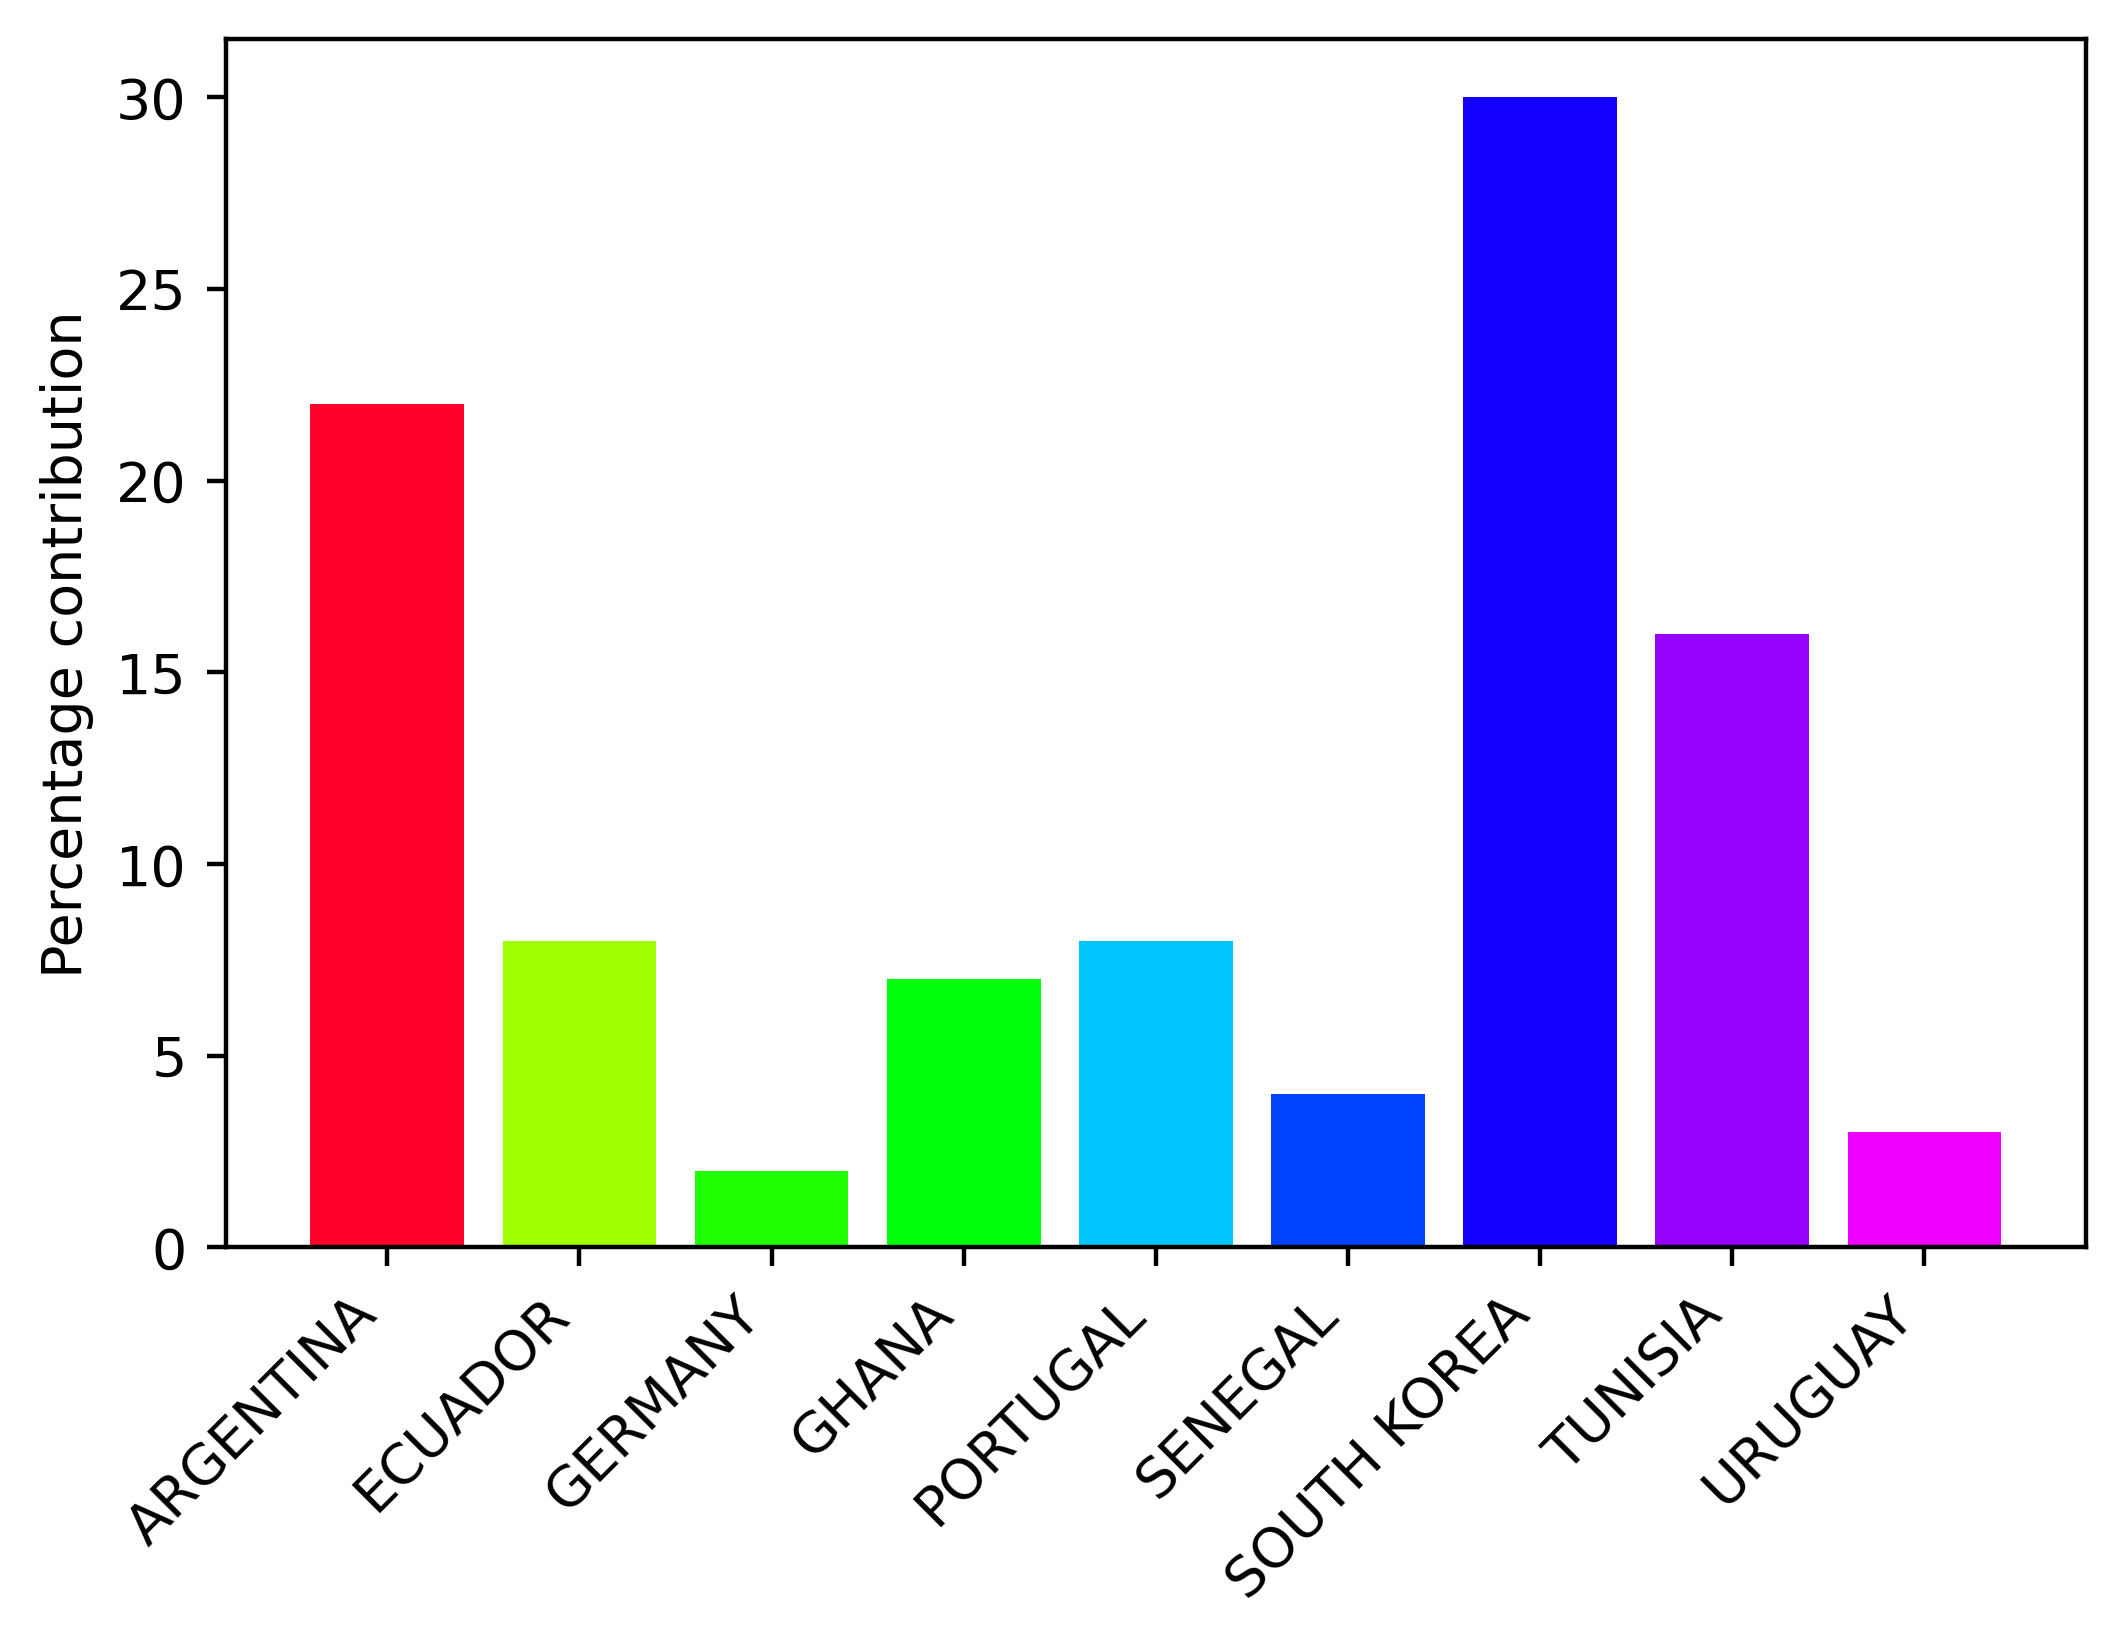 Percentage contribution
30
25
20
15
10
5
0
ARGENTINA
ECUADOR
GERMANY
GHANA
PORTUGAL
SENEGAL
SOUTH KOREA
TUNISIA
URUGUAY